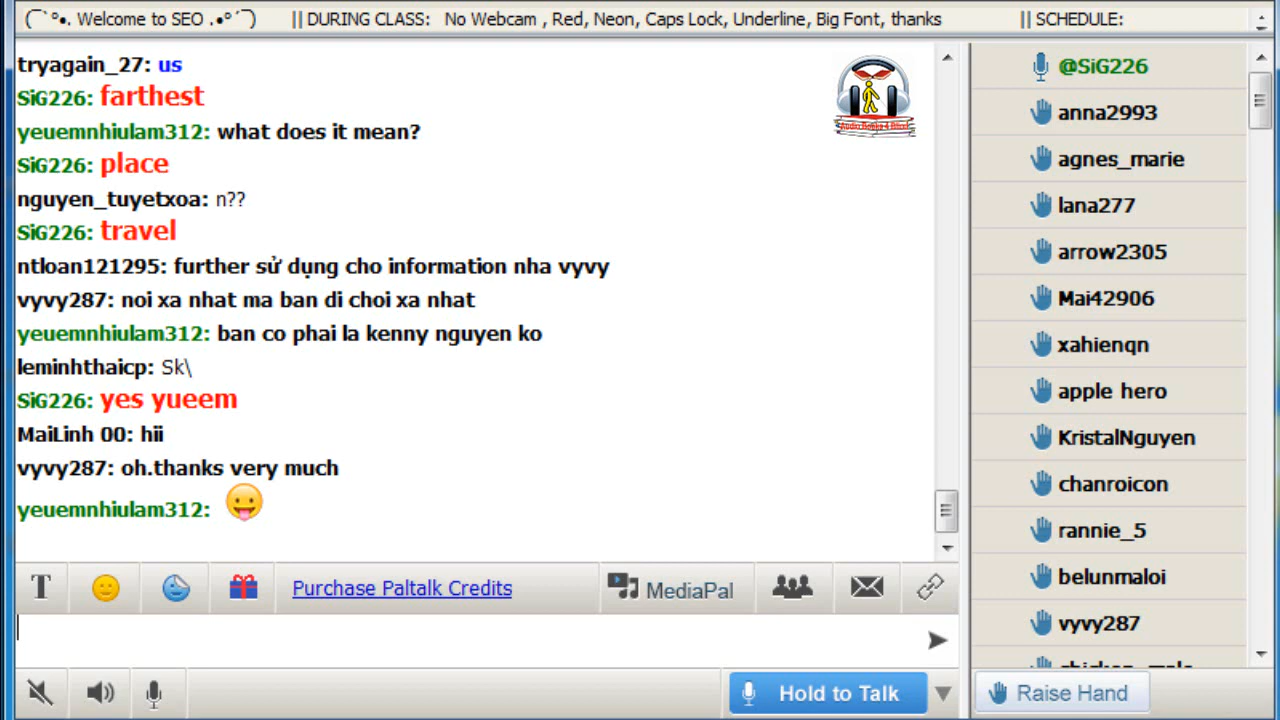 (¯`°•. Welcome to SEO .•°´¯) || DURING CLASS: No Webcam , Red, Neon, Caps Lock, Underline, Big Font, thanks || SCHEDULE:
tryagain_27: us
SiG226: farthest
yeuemnhiulam312: what does it mean?
SiG226: place
nguyen_tuyetxoa: n??
SiG226: travel
ntloan121295: further sử dụng cho information nha vyvy
vyvy287: noi xa nhat ma ban di choi xa nhat
yeuemnhiulam312: ban co phai la kenny nguyen ko
leminhthaicp: Sk\
SiG226: yes yueem
MaiLinh 00: hii
vyvy287: oh.thanks very much
yeuemnhiulam312:
Purchase Paltalk Credits
MediaPal
Hold to Talk
@SiG226
anna2993
agnes_marie
lana277
arrow2305
Mai42906
xahienqn
apple hero
KristalNguyen
chanroicon
rannie_5
belunmaloi
vyvy287
Raise Hand